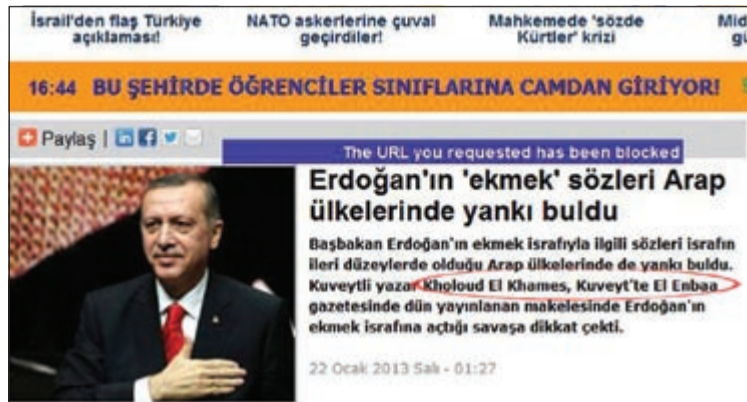 İsrail'den flaş Türkiye
açıklaması!
NATO askerlerine çuval
geçirdiler!
Mahkemede 'sözde
Kürtler' krizi
Mid
16:44 BU ŞEHİRDE ÖĞRENCİLER SINIFLARINA CAMDAN GİRİYOR!
Paylaş |
The URL you requested has been blocked
Erdoğan'ın 'ekmek' sözleri Arap
ülkelerinde yankı buldu
Başbakan Erdoğan'ın ekmek israfıyla ilgili sözleri israfın
ileri düzeylerde olduğu Arap ülkelerinde de yankı buldu.
Kuveytli yazar Kholoud El Khames, Kuveyt'te El Enbaa
gazetesinde dün yayınlanan makelesinde Erdoğan'ın
ekmek israfına açtığı savaşa dikkat çekti.
22 Ocak 2013 Salı - 01:27